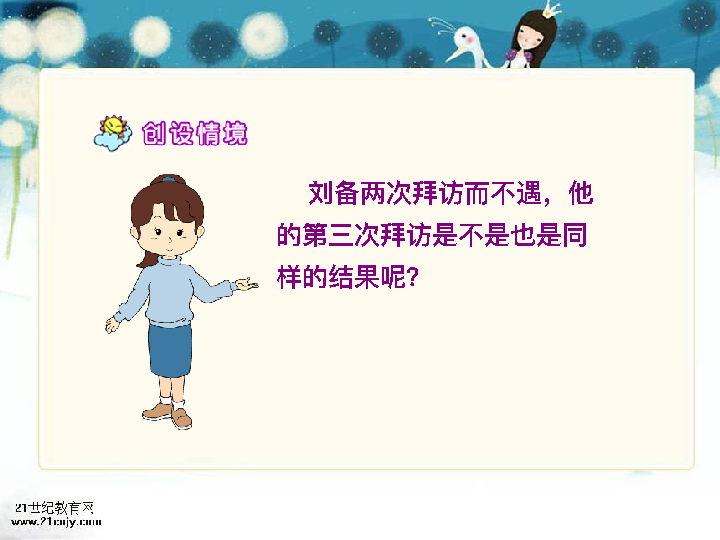 创设情境
刘备两次拜访而不遇，他
的第三次拜访是不是也是同
样的结果呢？
21世纪教育网
www.21cnjy.com